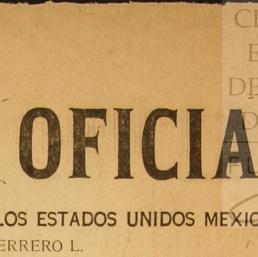 OFICIA
LOS ESTADOS UNIDOS MEXIC
ERRERO L.